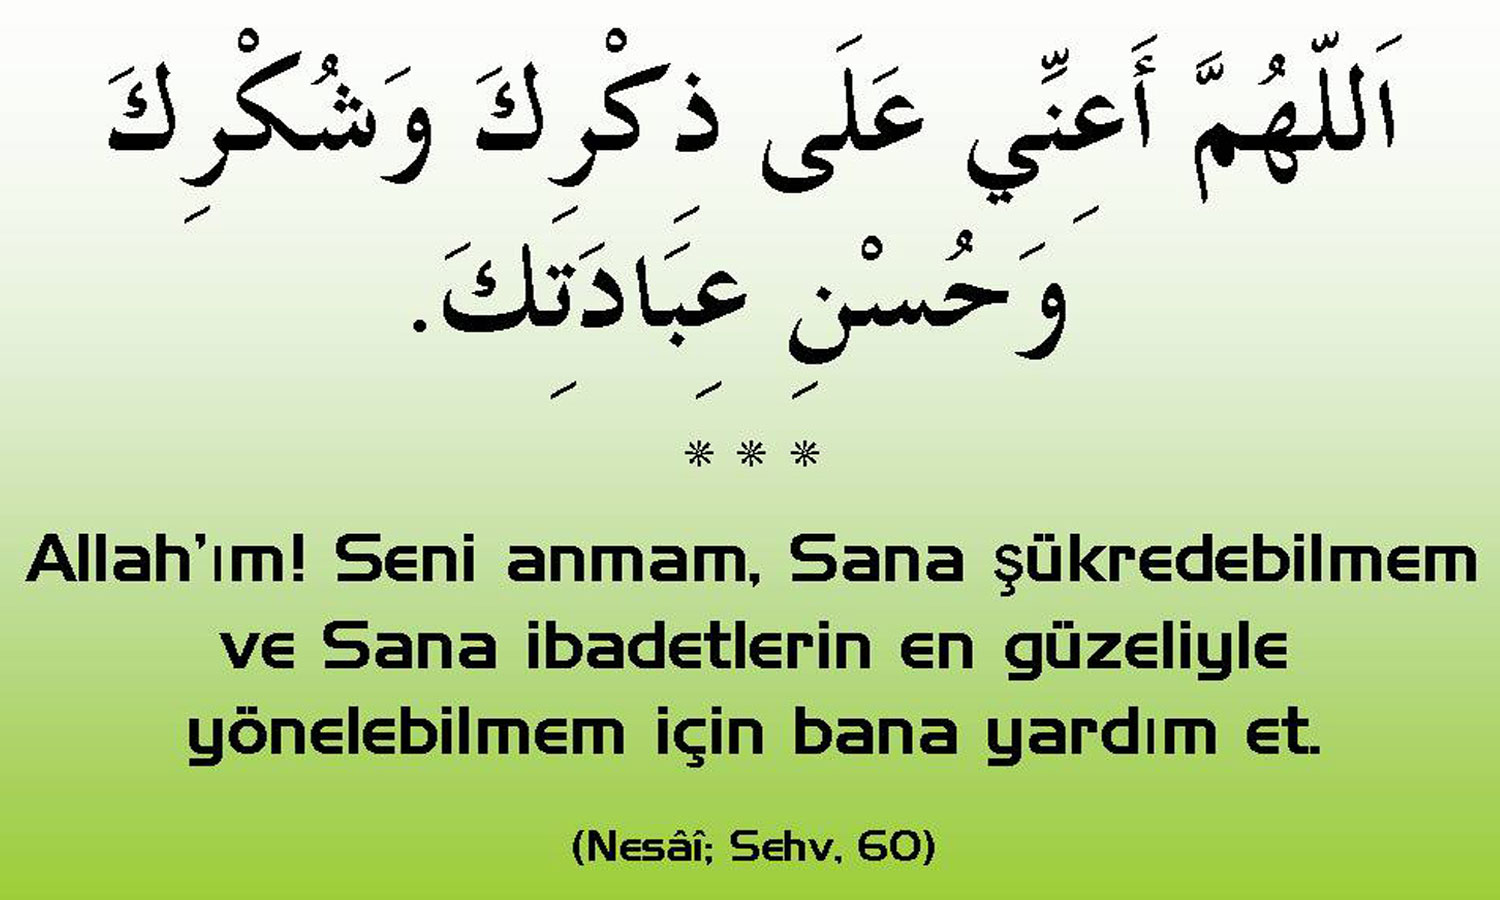 اَللّٰهُمَّ أَعِنِّي عَلَى ذِكْرِكَ وَشُكْرِكَ
وَحُسْنِ عِبَادَتِكَ.
* * *
Allah'ım! Seni anmam, Sana şükredebilmem
ve Sana ibadetlerin en güzeliyle
yönelebilmem için bana yardım et.
(Nesâî; Sehv, 60)